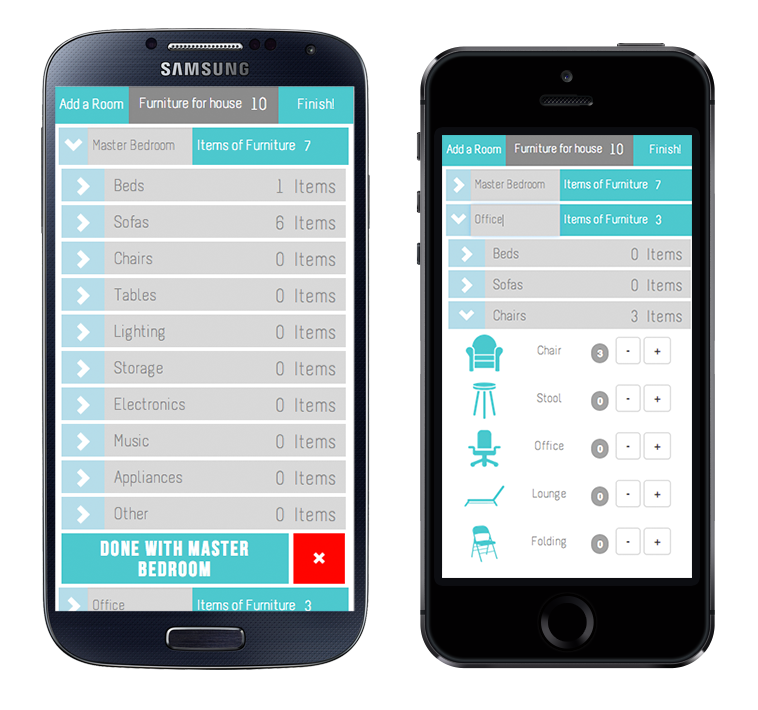 SAMSUNG
Add a Room Furniture for house 10 Finish!
Master Bedroom Items of Furniture 7
Beds 1 Items
Sofas 6 Items
Chairs 0 Items
Tables 0 Items
Lighting 0 Items
Storage 0 Items
Electronics 0 Items
Music 0 Items
Appliances 0 Items
Other 0 Items
DONE WITH MASTER
BEDROOM
Office Items of Furniture 3
Add a Room Furniture for house 10 Finish!
Master Bedroom Items of Furniture 7
Office Items of Furniture 3
Beds 0 Items
Sofas 0 Items
Chairs 3 Items
Chair 3 - +
Stool 0 - +
Office 0 - +
Lounge 0 - +
Folding 0 - +